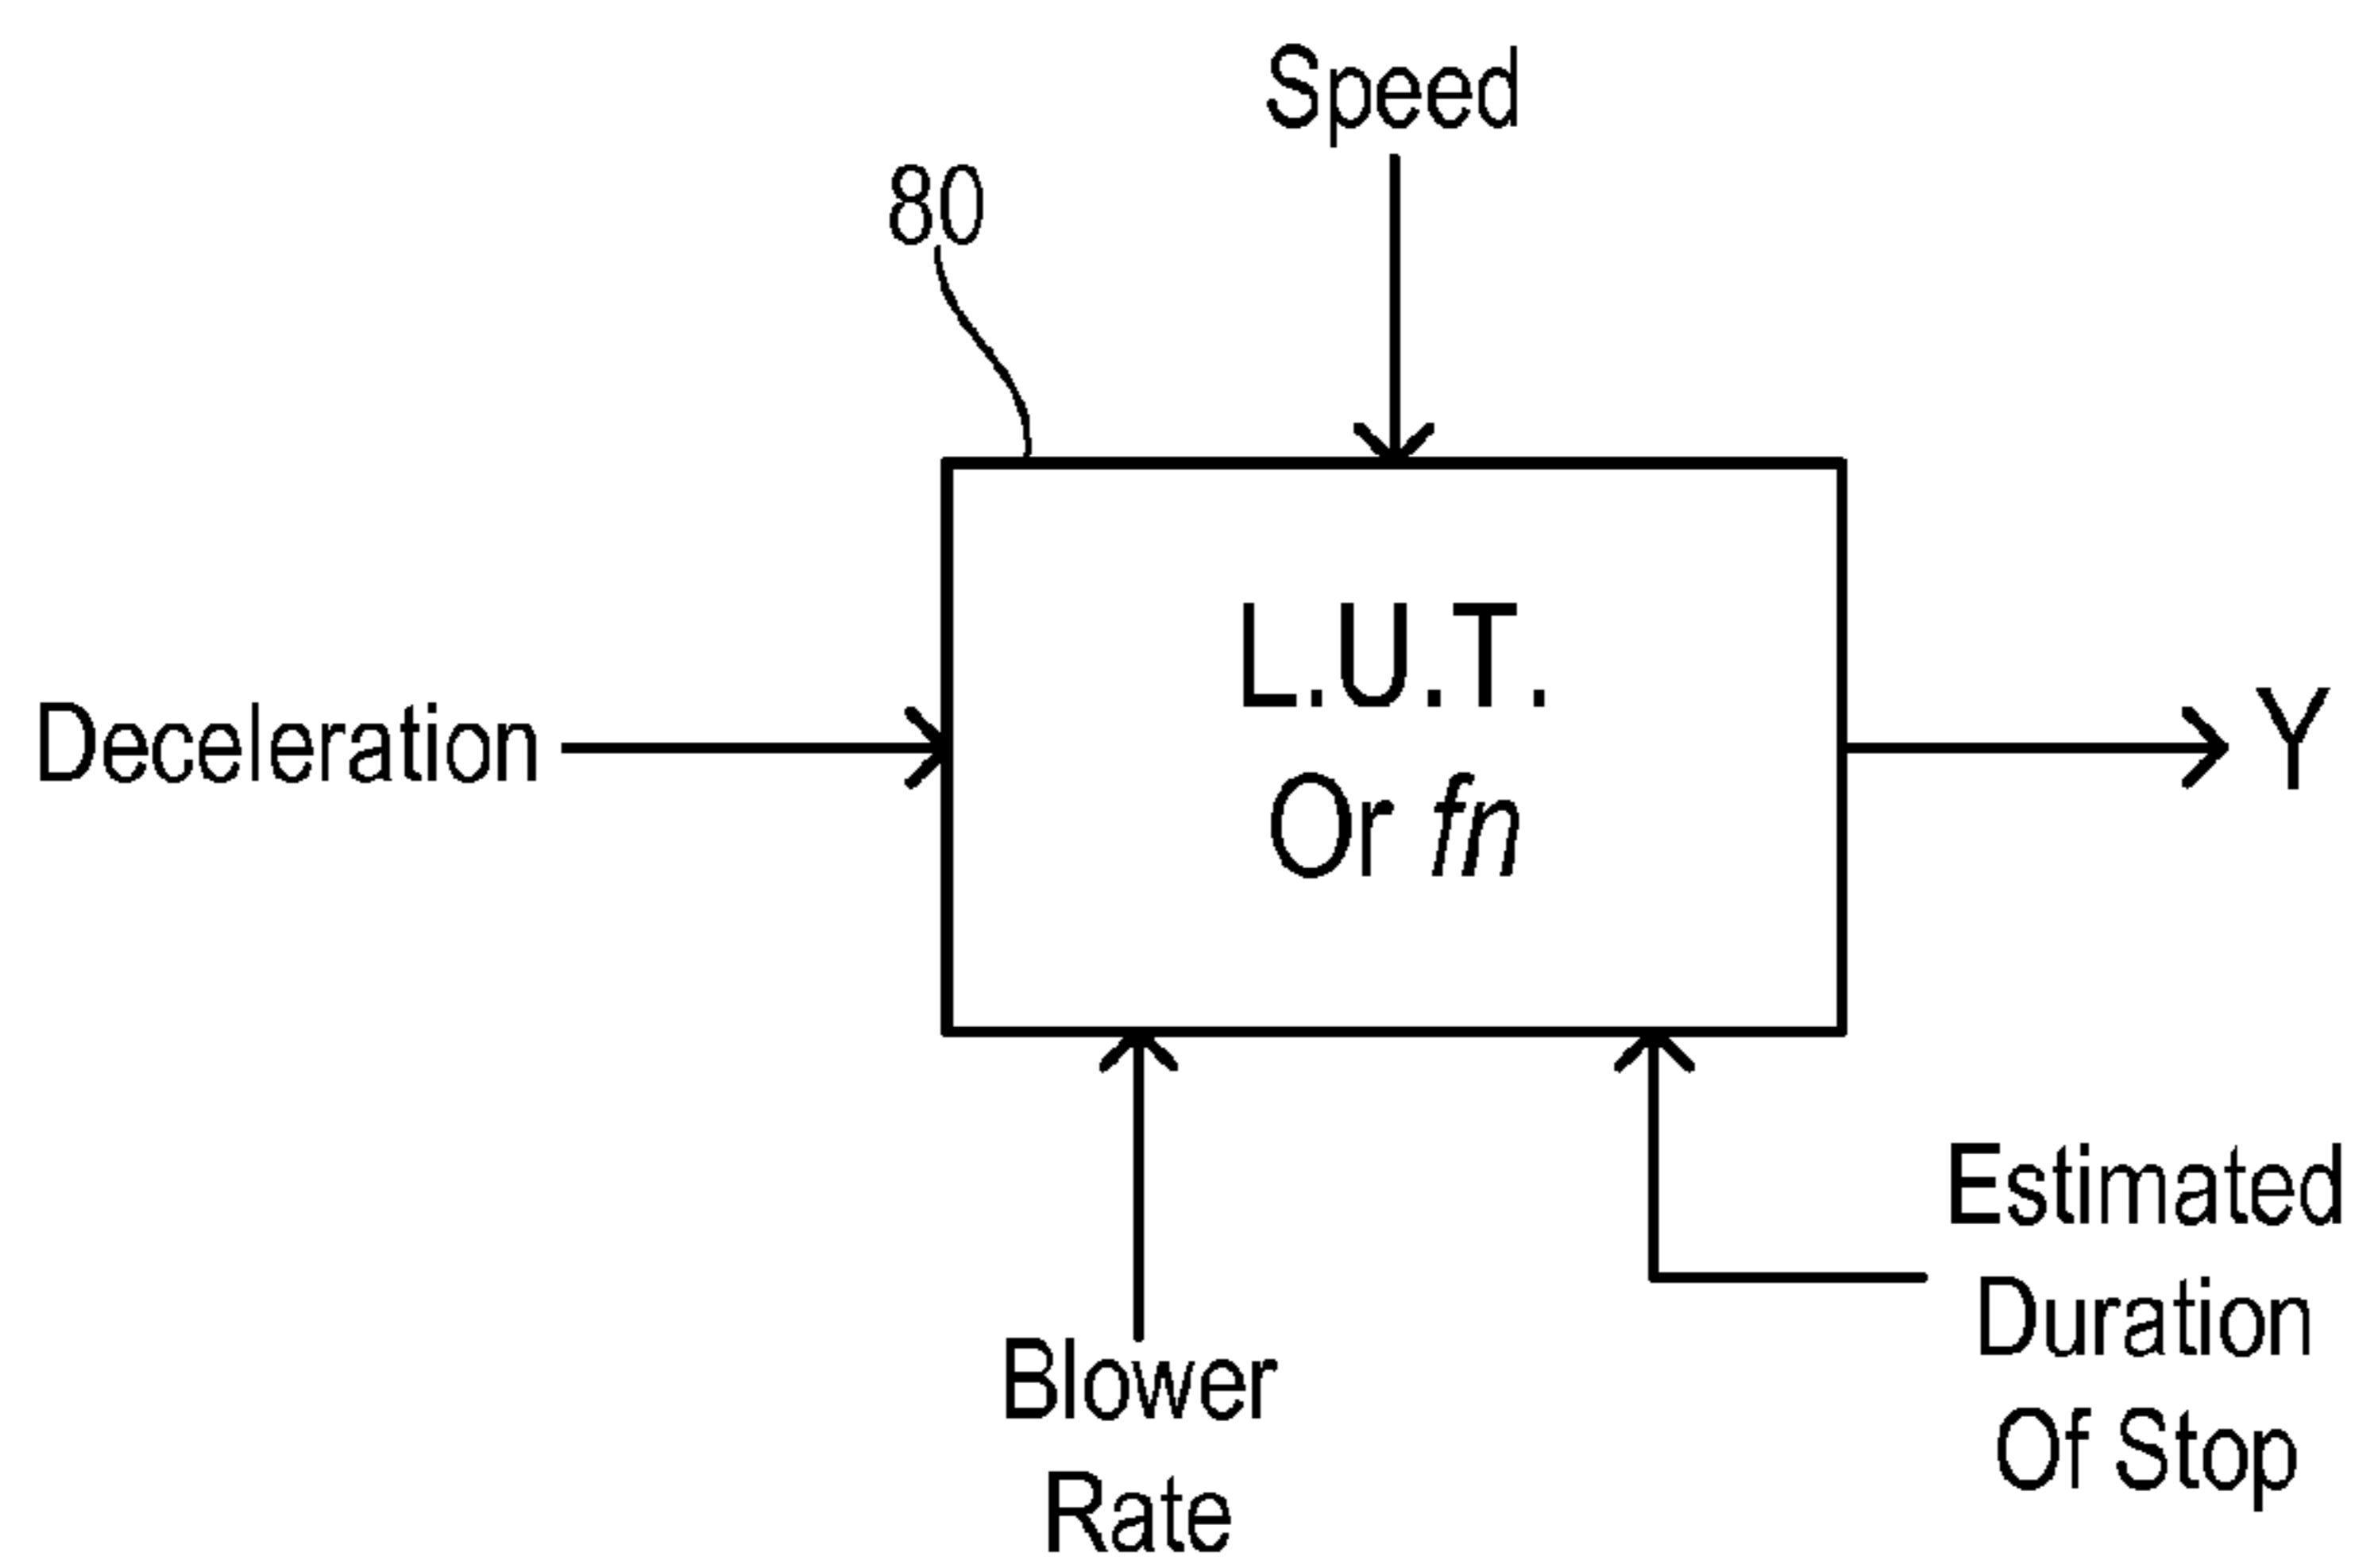 Speed
80
L.U.T.
Or fn
Deceleration
Y
Estimated
Duration
Of Stop
Blower
Rate